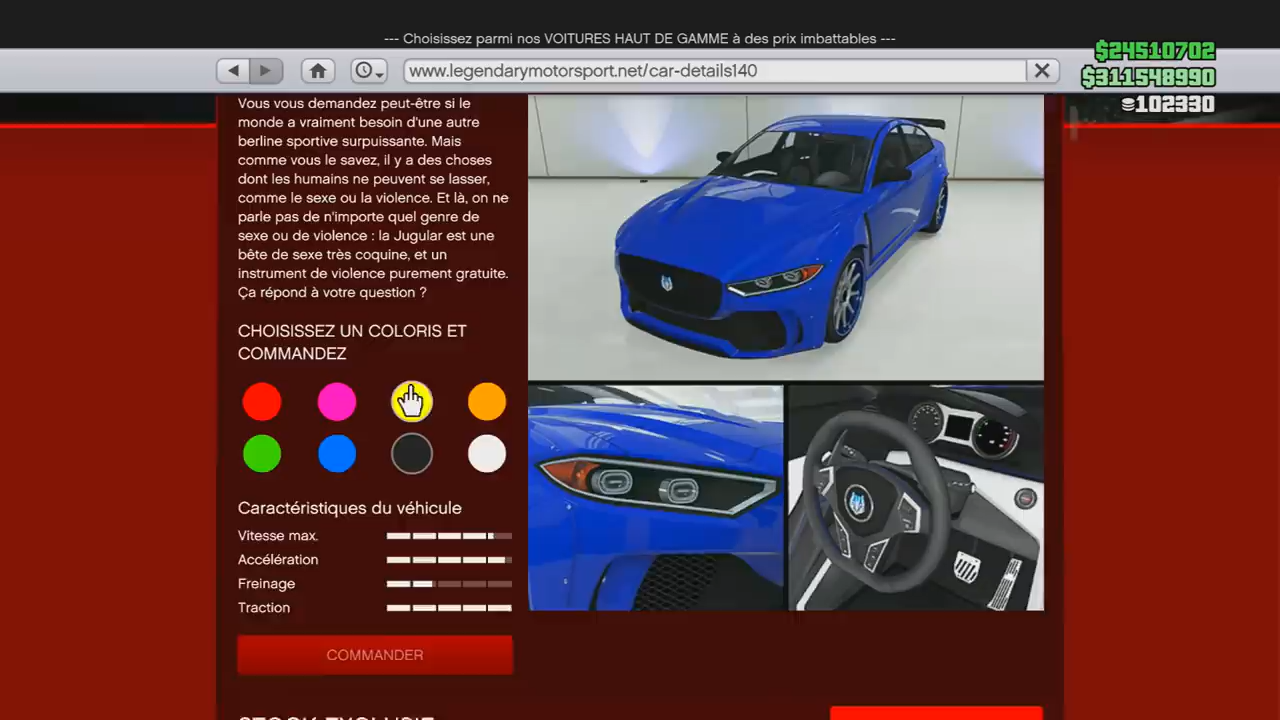 --- Choisissez parmi nos VOITURES HAUT DE GAMME à des prix imbattables ---
$24510702
www.legendarymotorsport.net/car-details140
$311548990
102330
Vous vous demandez peut-être si le
monde a vraiment besoin d'une autre
berline sportive surpuissante. Mais
comme vous le savez, il y a des choses
dont les humains ne peuvent se lasser,
comme le sexe ou la violence. Et là, on ne
parle pas de n'importe quel genre de
sexe ou de violence : la Jugular est une
bête de sexe très coquine, et un
instrument de violence purement gratuite.
Ça répond à votre question ?
CHOISISSEZ UN COLORIS ET
COMMANDEZ
Caractéristiques du véhicule
Vitesse max.
Accélération
Freinage
Traction
COMMANDER
STOCK EXCLUSIF